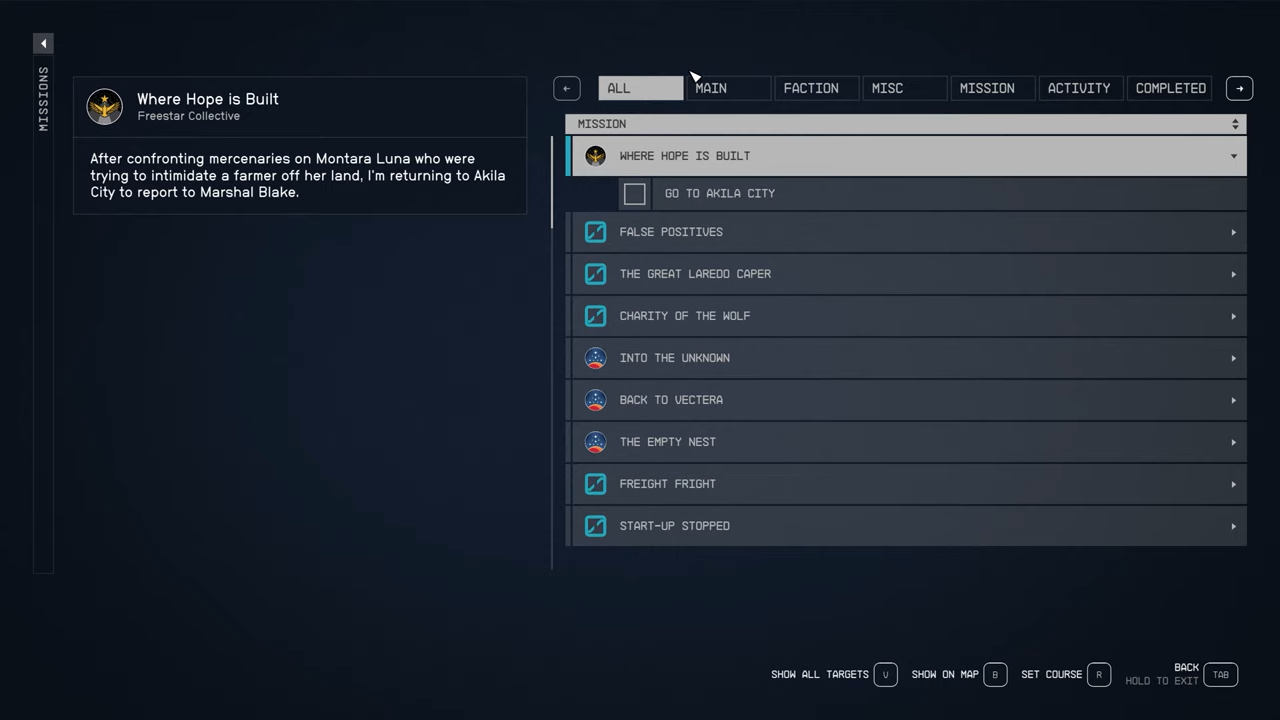 MISSIONS
Where Hope is Built
Freestar Collective
After confronting mercenaries on Montara Luna who were
trying to intimidate a farmer off her land, I'm returning to Akila
City to report to Marshal Blake.
ALL
MAIN
FACTION
MISC
MISSION
ACTIVITY
COMPLETED
MISSION
WHERE HOPE IS BUILT
GO TO AKILA CITY
FALSE POSITIVES
THE GREAT LAREDO CAPER
CHARITY OF THE WOLF
INTO THE UNKNOWN
BACK TO VECTERA
THE EMPTY NEST
FREIGHT FRIGHT
START-UP STOPPED
SHOW ALL TARGETS V
SHOW ON MAP B
SET COURSE R
BACK
HOLD TO EXIT
TAB